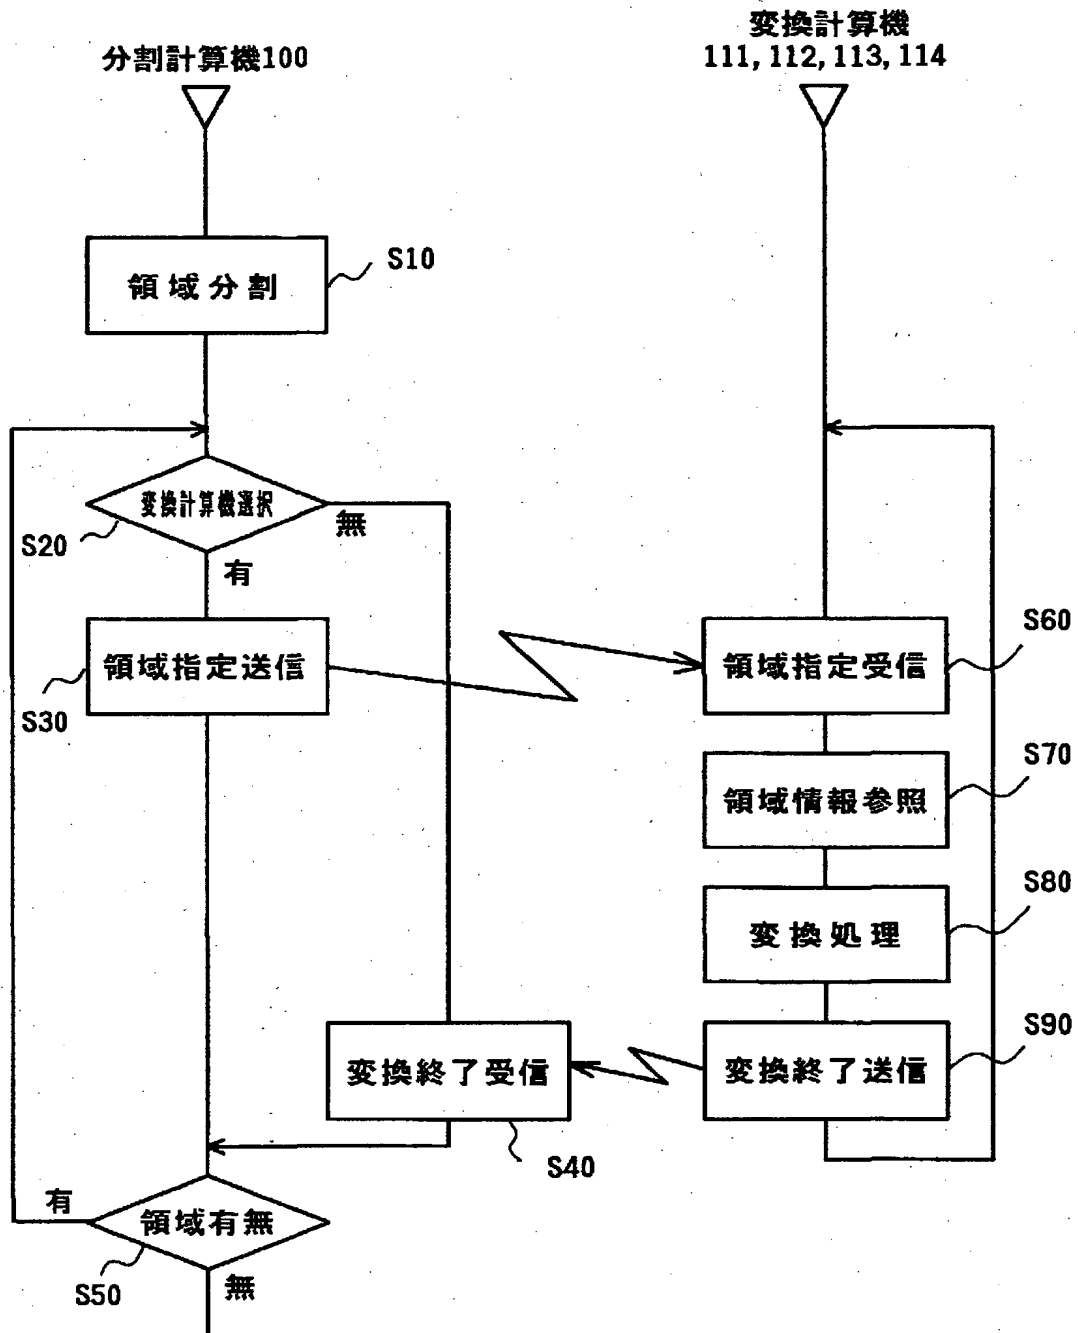 分割計算機100
変換計算機
111, 112, 113, 114
領域分割
S10
変換計算機選択
S20
無
有
領域指定送信
S30
領域指定受信
S60
領域情報参照
S70
変換処理
S80
変換終了受信
S40
変換終了送信
S90
領域有無
有
S50
無